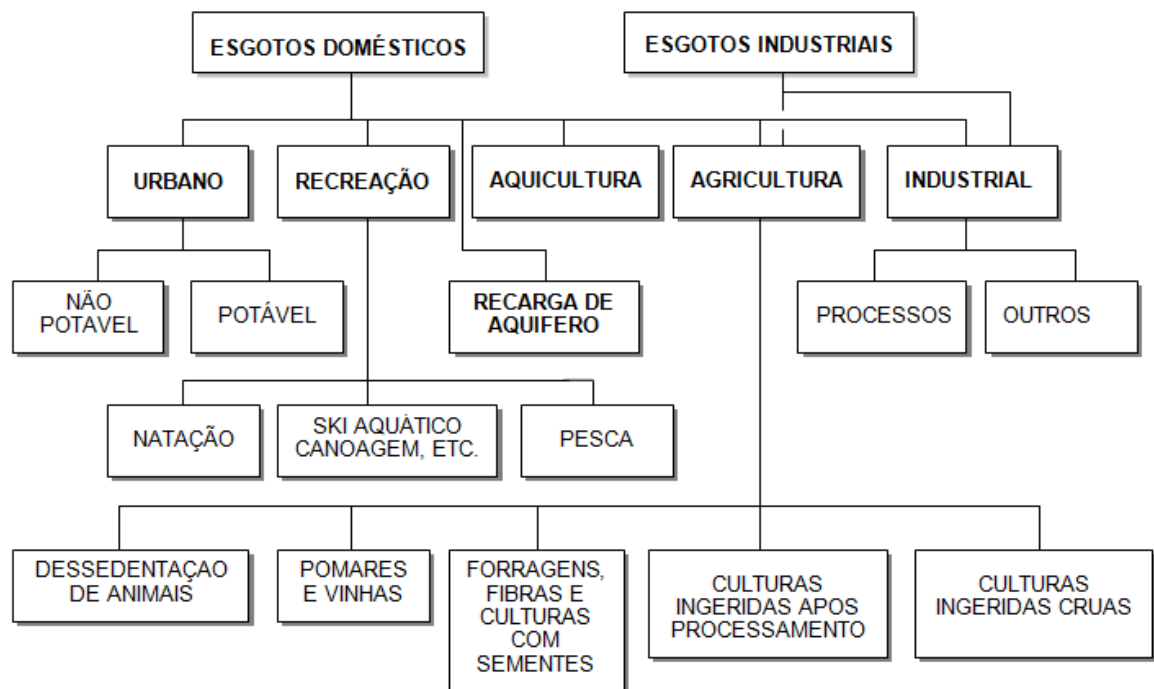 ESGOTOS DOMÉSTICOS
ESGOTOS INDUSTRIAIS
URBANO
RECREAÇÃO
AQUICULTURA
AGRICULTURA
INDUSTRIAL
NÃO
POTAVEL
POTÁVEL
RECARGA DE
AQUIFERO
PROCESSOS
OUTROS
NATAÇÃO
SKI AQUÁTICO
CANOAGEM, ETC.
PESCA
DESSEDENTAÇAO
DE ANIMAIS
POMARES
E VINHAS
FORRAGENS,
FIBRAS E
CULTURAS
COM
SEMENTES
CULTURAS
INGERIDAS APOS
PROCESSAMENTO
CULTURAS
INGERIDAS CRUAS